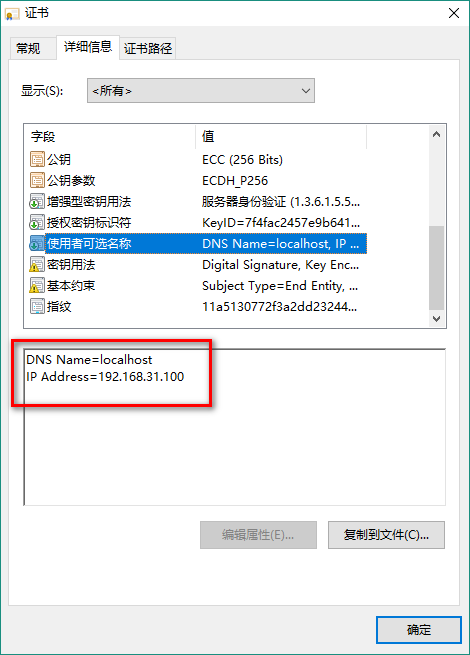 证书
常规 详细信息 证书路径
显示(S): <所有>
字段 值
公钥 ECC (256 Bits)
公钥参数 ECDH_P256
增强型密钥用法 服务器身份验证 (1.3.6.1.5.5...
授权密钥标识符 KeyID=7f4fac2457e9b641...
使用者可选名称 DNS Name=localhost, IP ...
密钥用法 Digital Signature, Key Enc...
基本约束 Subject Type=End Entity, ...
指纹 11a5130772f3a2dd23244...
DNS Name=localhost
IP Address=192.168.31.100
编辑属性(E)... 复制到文件(C)...
确定